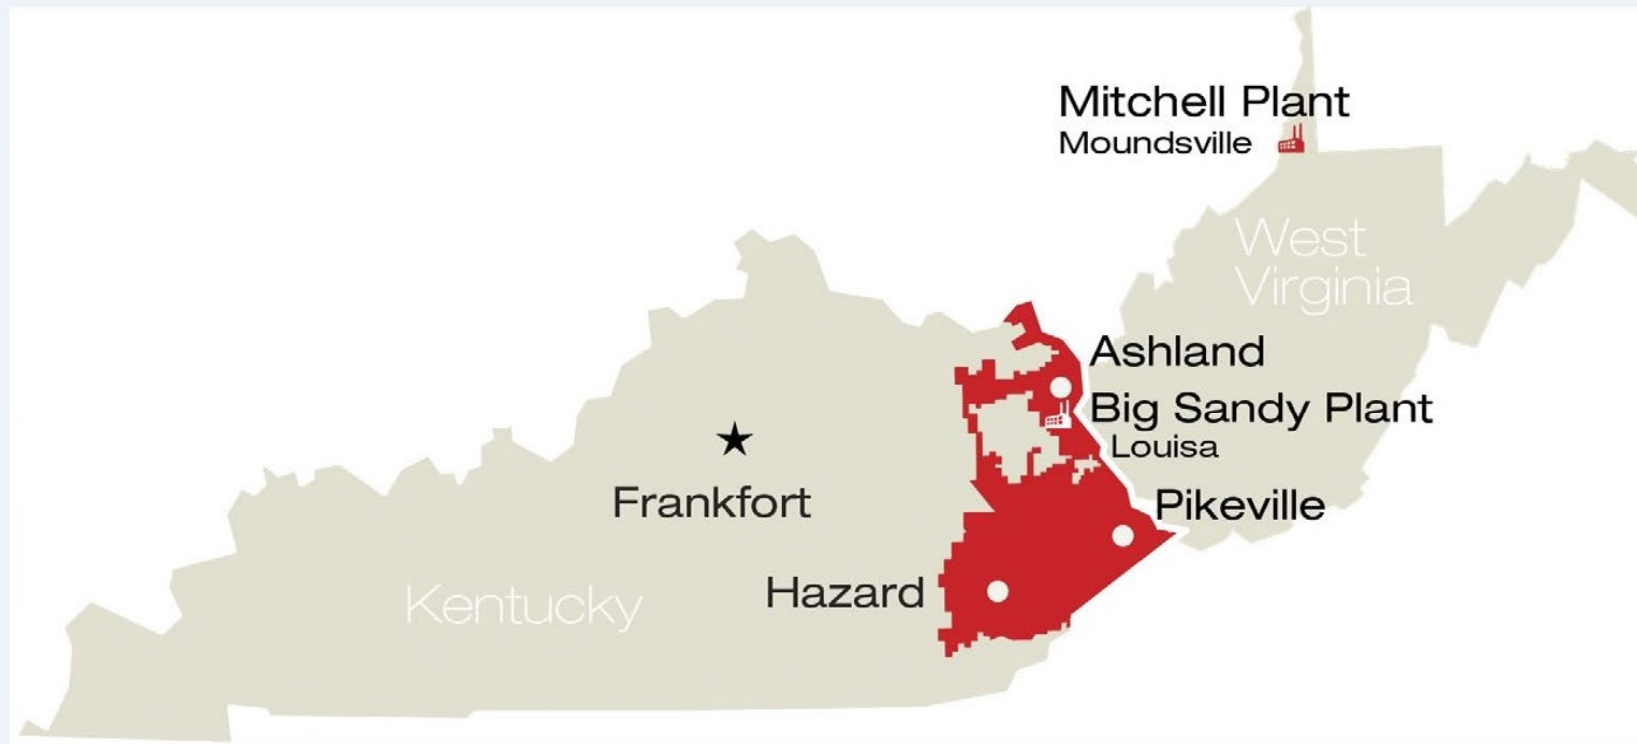 Mitchell Plant
Moundsville
West
Virginia
Ashland
Big Sandy Plant
Louisa
Frankfort
Pikeville
Hazard
Kentucky